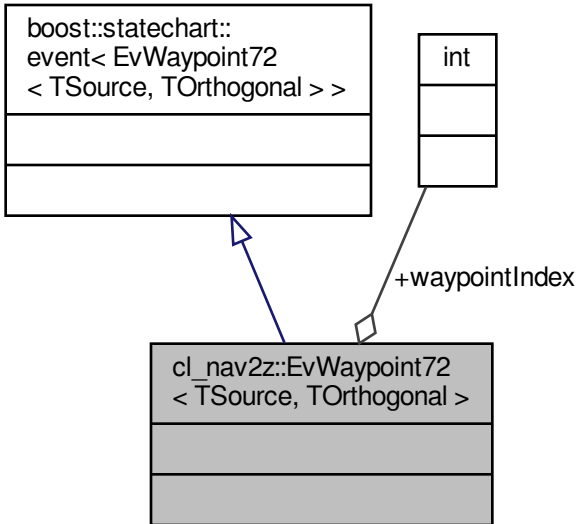 boost::statechart::
event< EvWaypoint72
< TSource, TOrthogonal > >
int
+waypointIndex
cl_nav2z::EvWaypoint72
< TSource, TOrthogonal >